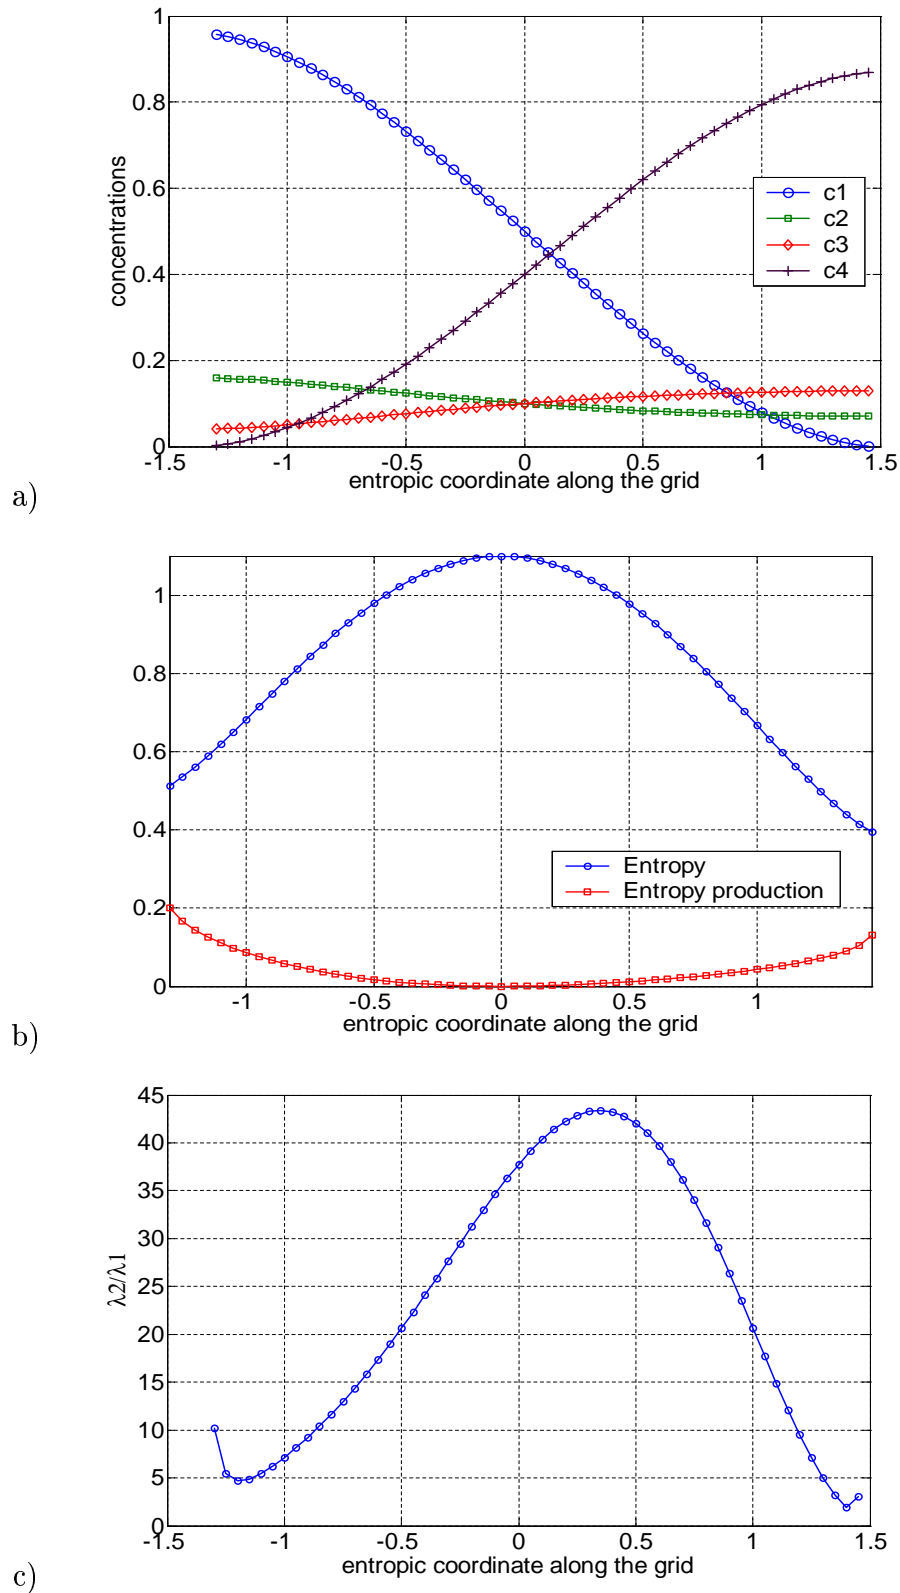 1
0.8
0.6
0.4
0.2
0
concentrations
c1
c2
c3
c4
-1.5 -1 -0.5 0 0.5 1 1.5
entropic coordinate along the grid
a)
1
0.8
0.6
0.4
0.2
0
Entropy
Entropy production
-1 -0.5 0 0.5 1
entropic coordinate along the grid
b)
45
40
35
30
25
20
15
10
5
0
λ2/λ1
-1.5 -1 -0.5 0 0.5 1 1.5
entropic coordinate along the grid
c)